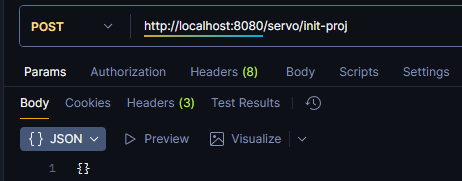 POST http://localhost:8080/servo/init-proj
Params Authorization Headers (8) Body Scripts Settings
Body Cookies Headers (3) Test Results
{} JSON Preview Visualize
1 {}